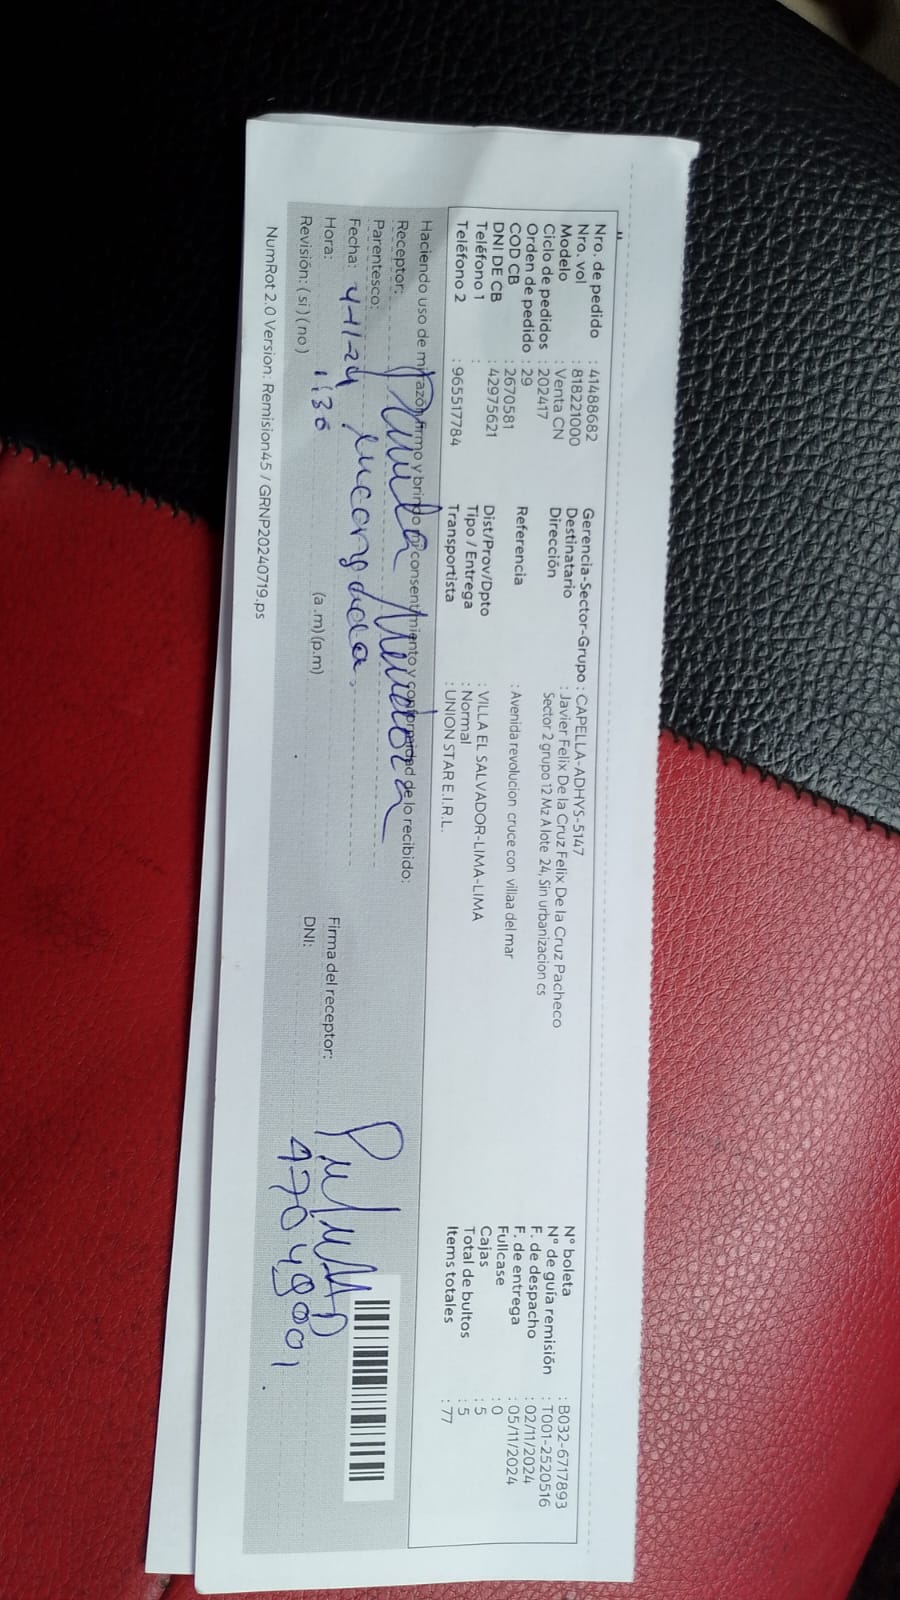 Nro. de pedido : 41488682
Nro. vol : 818221000
Modelo : Venta CN
Ciclo de pedidos : 202417
Orden de pedido : 29
COD CB : 2670581
DNI DE CB : 42975621
Teléfono 1 :
Teléfono 2 : 965517784
Gerencia-Sector-Grupo : CAPELLA-ADHYS-5147
Destinatario : Javier Felix De la Cruz Felix De la Cruz Pacheco
Dirección Sector 2 grupo 12 Mz A lote 24, Sin urbanizacion cs
Referencia : Avenida revolucion cruce con villaa del mar
Dist/Prov/Dpto : VILLA EL SALVADOR-LIMA-LIMA
Tipo / Entrega : Normal
Transportista : UNION STAR E.I.R.L.
N° boleta : B032-6717893
N° de guía remisión : T001-2520516
F. de despacho : 02/11/2024
F. de entrega : 05/11/2024
Fullcase : 0
Cajas : 5
Total de bultos : 5
Items totales : 77
Haciendo uso de mi razón firmo y brindo mi consentimiento y conformidad de lo recibido:
Receptor:
Parentesco:
Fecha: 4-11-24 encargada.
Hora: 1:30 (a.m) (p.m)
Revisión: ( si ) ( no )
Firma del receptor:
DNI:
NumRot 2.0 Version: Remision45 / GRNP20240719.ps